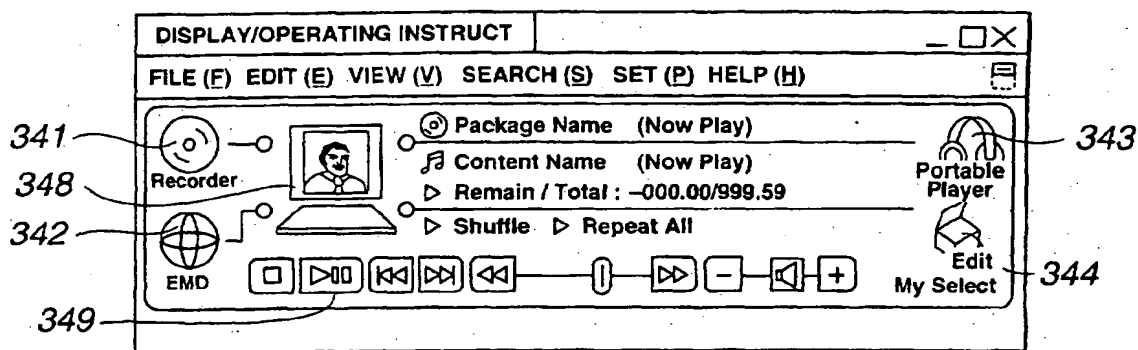 DISPLAY/OPERATING INSTRUCT
FILE (F) EDIT (E) VIEW (V) SEARCH (S) SET (P) HELP (H)
341
Recorder
348
342
EMD
349
Package Name (Now Play)
Content Name (Now Play)
Remain / Total : –000.00/999.59
Shuffle Repeat All
343
Portable
Player
Edit
My Select
344